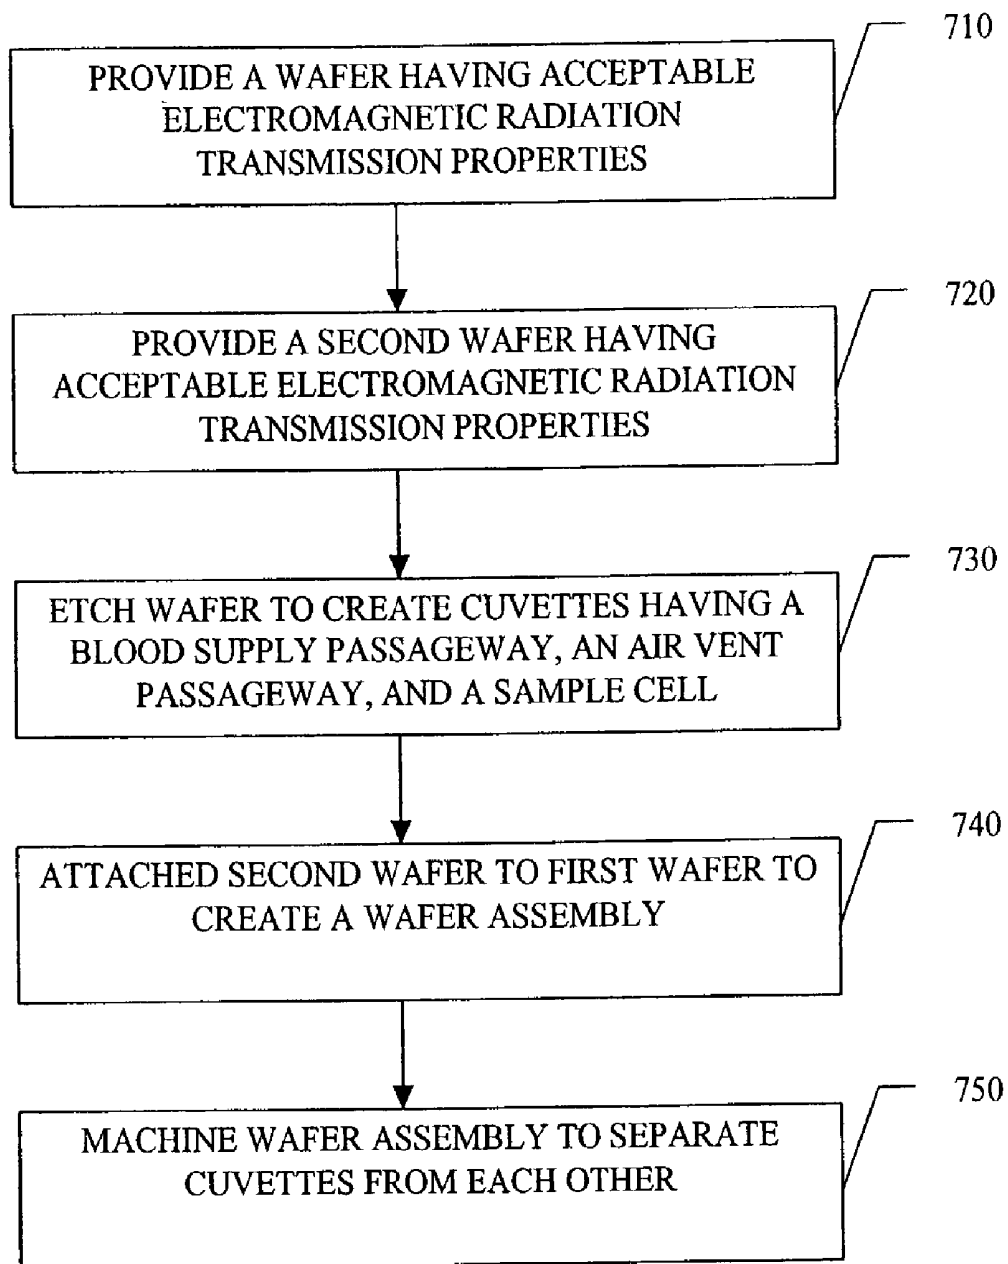 710
PROVIDE A WAFER HAVING ACCEPTABLE
ELECTROMAGNETIC RADIATION
TRANSMISSION PROPERTIES
720
PROVIDE A SECOND WAFER HAVING
ACCEPTABLE ELECTROMAGNETIC RADIATION
TRANSMISSION PROPERTIES
730
ETCH WAFER TO CREATE CUVETTES HAVING A
BLOOD SUPPLY PASSAGEWAY, AN AIR VENT
PASSAGEWAY, AND A SAMPLE CELL
740
ATTACHED SECOND WAFER TO FIRST WAFER TO
CREATE A WAFER ASSEMBLY
750
MACHINE WAFER ASSEMBLY TO SEPARATE
CUVETTES FROM EACH OTHER